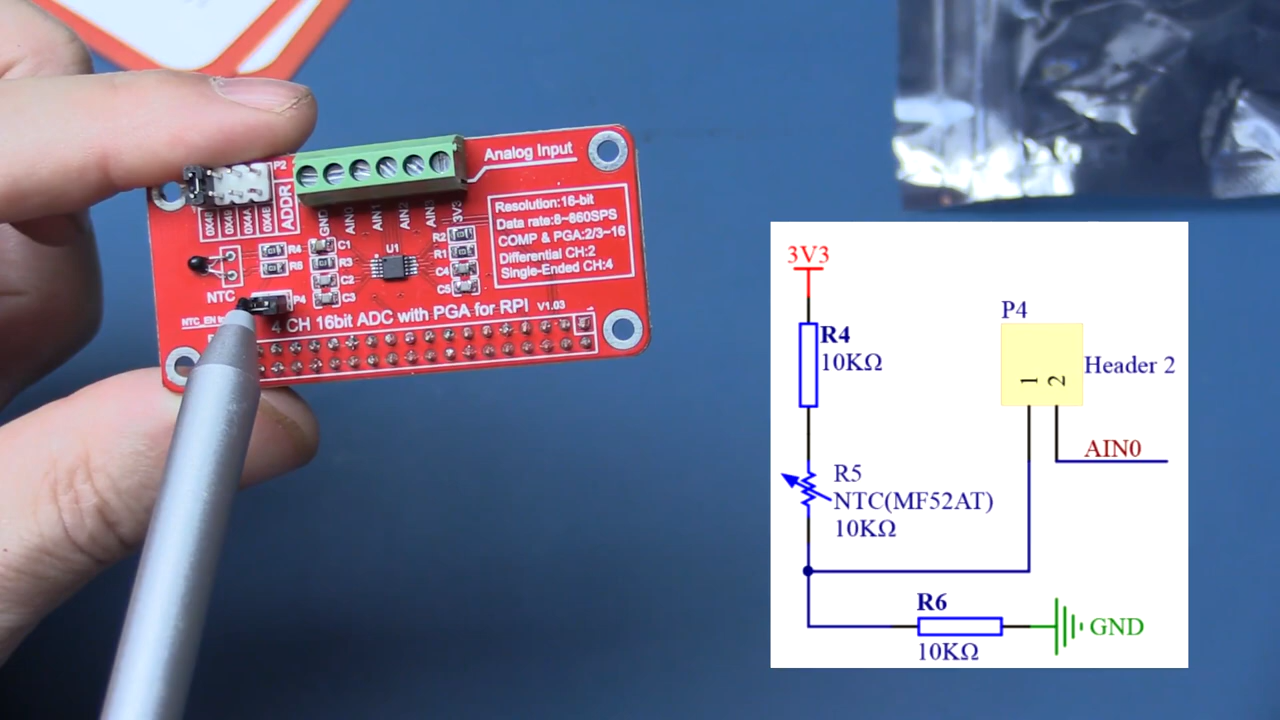 P2
Analog Input
ADDR
0X48
0X49
0X4A
0X4B
GND
AIN0
AIN1
AIN2
AIN3
3V3
Resolution:16-bit
Data rate:8~860SPS
COMP & PGA:2/3~16
Differential CH:2
Single-Ended CH:4
R4
R6
C1
R3
C2
C3
U1
R2
R1
C4
C5
NTC
P4
NTC_EN
4 CH 16bit ADC with PGA for RPI V1.03
3V3
R4
10KΩ
P4
1
2
Header 2
AIN0
R5
NTC(MF52AT)
10KΩ
R6
10KΩ
GND